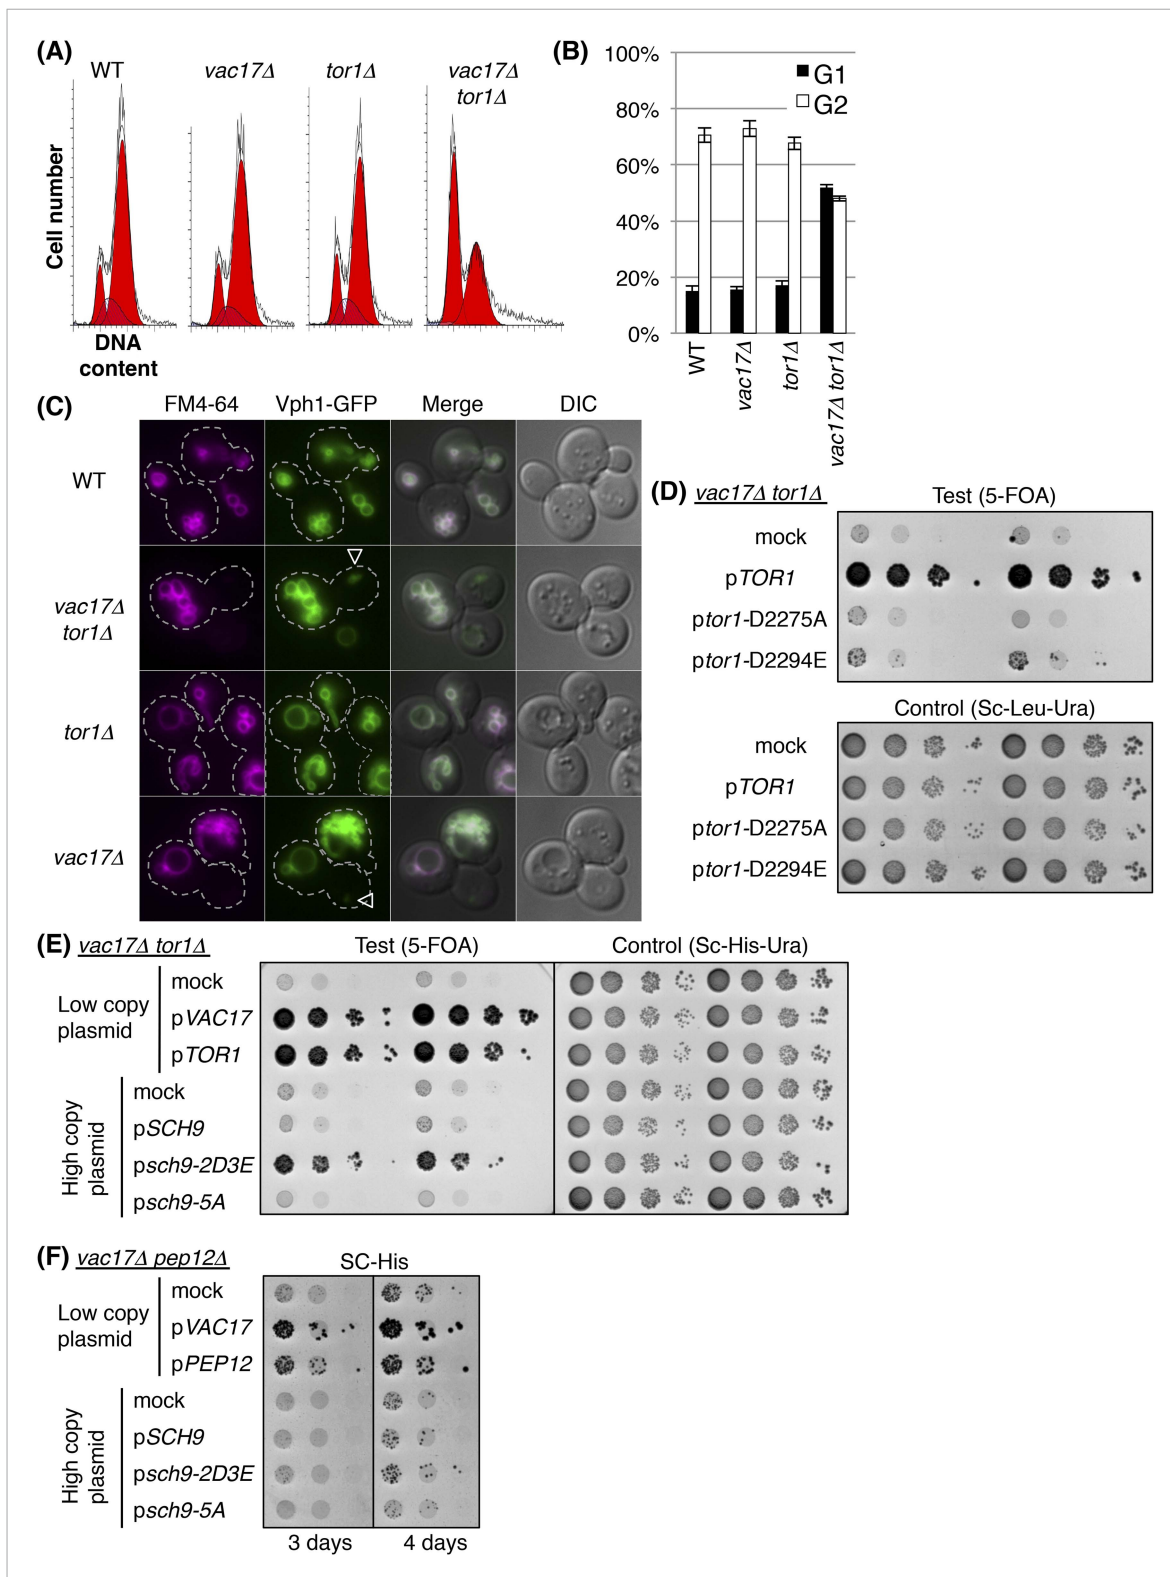 (A)
WT
vac17Δ
tor1Δ
vac17Δ
tor1Δ
Cell number
DNA
content
(B)
100%
80%
60%
40%
20%
0%
G1
G2
WT
vac17Δ
tor1Δ
vac17Δ tor1Δ
(C)
FM4-64
Vph1-GFP
Merge
DIC
WT
vac17Δ
tor1Δ
tor1Δ
vac17Δ
(D) vac17Δ tor1Δ
Test (5-FOA)
mock
pTOR1
ptor1-D2275A
ptor1-D2294E
Control (Sc-Leu-Ura)
mock
pTOR1
ptor1-D2275A
ptor1-D2294E
(E) vac17Δ tor1Δ
Test (5-FOA)
Control (Sc-His-Ura)
Low copy
plasmid
mock
pVAC17
pTOR1
High copy
plasmid
mock
pSCH9
psch9-2D3E
psch9-5A
(F) vac17Δ pep12Δ
SC-His
Low copy
plasmid
mock
pVAC17
pPEP12
High copy
plasmid
mock
pSCH9
psch9-2D3E
psch9-5A
3 days
4 days